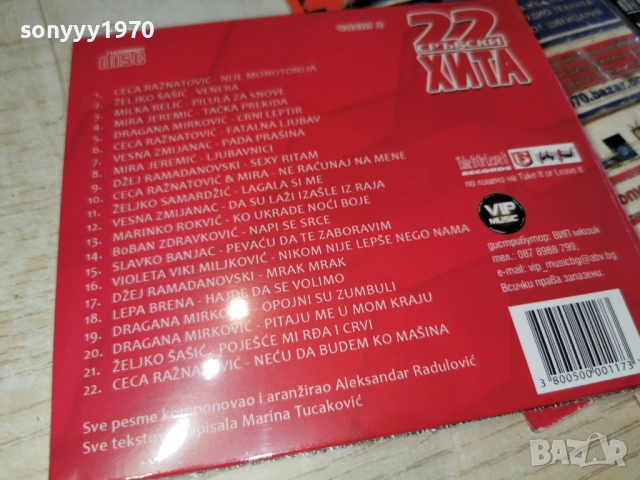 sonyyy1970
COMPACT
disc
част 2
22
СРЪБСКИ
ХИТА
1. CECA RAŽNATOVIĆ - NIJE MONOTONIJA
2. ŽELJKO ŠAŠIĆ - VENERA
3. MILKA RELIĆ - PILULA ZA SNOVE
4. MIRA JEREMIĆ - TAČKA PREKIDA
5. DRAGANA MIRKOVIĆ - CRNI LEPTIR
6. CECA RAŽNATOVIĆ - FATALNA LJUBAV
7. VESNA ZMIJANAC - PADA PRAŠINA
8. MIRA JEREMIĆ - LJUBAVNICI
9. DŽEJ RAMADANOVSKI - SEXY RITAM
10. CECA RAŽNATOVIĆ & MIRA - NE RAČUNAJ NA MENE
11. ŽELJKO SAMARDŽIĆ - LAGALA SI ME
12. VESNA ZMIJANAC - DA SU LAŽI IZAŠLE IZ RAJA
13. MARINKO ROKVIĆ - KO UKRADE NOĆI BOJE
14. BOBAN ZDRAVKOVIĆ - NAPI SE SRCE
15. SLAVKO BANJAC - PEVAĆU DA TE ZABORAVIM
16. VIOLETA VIKI MILJKOVIĆ - NIKOM NIJE LEPŠE NEGO NAMA
17. DŽEJ RAMADANOVSKI - MRAK MRAK
18. LEPA BRENA - HAJDE DA SE VOLIMO
19. DRAGANA MIRKOVIĆ - OPOJNI SU ZUMBULI
20. DRAGANA MIRKOVIĆ - PITAJU ME U MOM KRAJU
21. ŽELJKO ŠAŠIĆ - POJEŠĆE MI RĐA I CRVI
22. CECA RAŽNATOVIĆ - NEĆU DA BUDEM KO MAŠINA
Sve pesme komponovao i aranžirao Aleksandar Radulović
Sve tekstove napisala Marina Tucaković
Take It Or Leave It
RECORDS
по лиценз на Take It or Leave It
VIP
MUSIC
дистрибутор: ВИП мюзик
тел.: 087 8988 799,
e-mail: vip_musicbg@abv.bg
Всички права запазени.
3 800500 001173
70.bazar
BAZAR